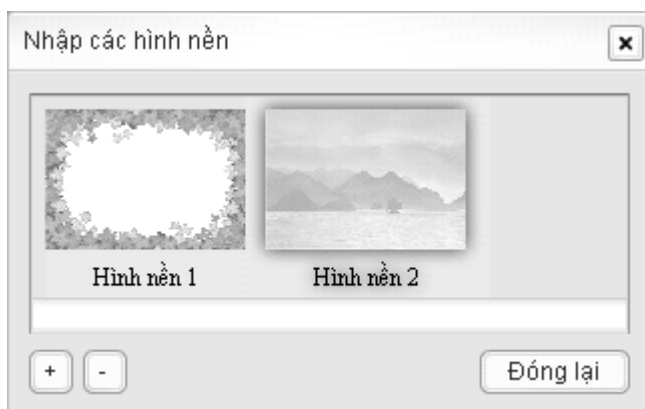 Nhập các hình nền
Hình nền 1 Hình nền 2
+ - Đóng lại